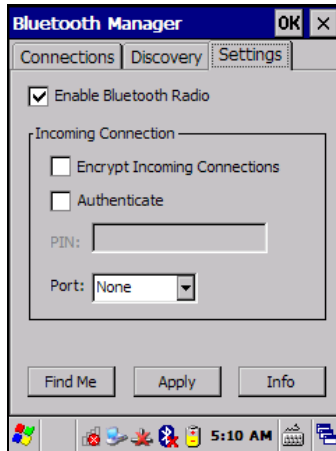 Bluetooth Manager OK ×
Connections Discovery Settings
Enable Bluetooth Radio
Incoming Connection
Encrypt Incoming Connections
Authenticate
PIN:
Port: None
Find Me Apply Info
5:10 AM